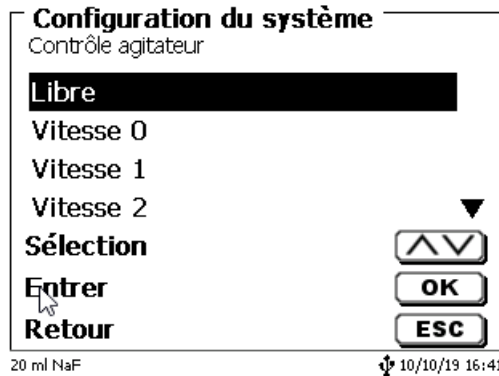 Configuration du système
Contrôle agitateur
Libre
Vitesse 0
Vitesse 1
Vitesse 2
Sélection
Entrer OK
Retour ESC
20 ml NaF 10/10/19 16:41